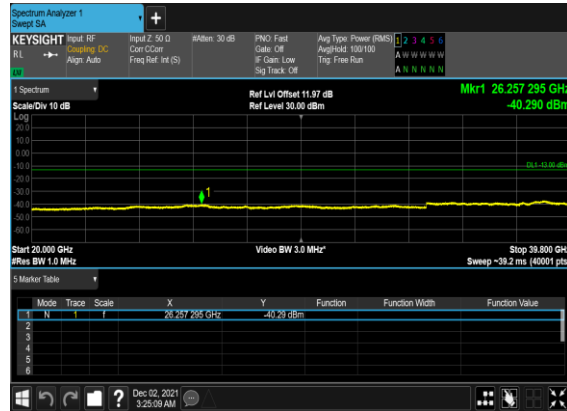 Spectrum Analyzer 1
Swept SA
+
KEYSIGHT Input: RF Input Z: 50 Ω #Atten: 30 dB PNO: Fast Avg Type: Power (RMS) 1 2 3 4 5 6
RL Coupling: DC Corr CCorr Gate: Off Avg|Hold: 100/100 A W W W W W
Align: Auto Freq Ref: Int (S) IF Gain: Low Trig: Free Run
LW Sig Track: Off A N N N N N
1 Spectrum Ref Lvl Offset 11.97 dB Mkr1 26.257 295 GHz
Scale/Div 10 dB Ref Level 30.00 dBm -40.290 dBm
Log
20.0
10.0
0.00
-10.0 DL1 -13.00 dBm
-20.0
-30.0
1
-40.0
-50.0
-60.0
Start 20.000 GHz Video BW 3.0 MHz* Stop 39.800 GHz
#Res BW 1.0 MHz Sweep ~39.2 ms (40001 pts)
5 Marker Table
Mode Trace Scale X Y Function Function Width Function Value
1 N 1 f 26.257 295 GHz -40.29 dBm
2
3
4
5
6
? Dec 02, 2021
3:25:09 AM